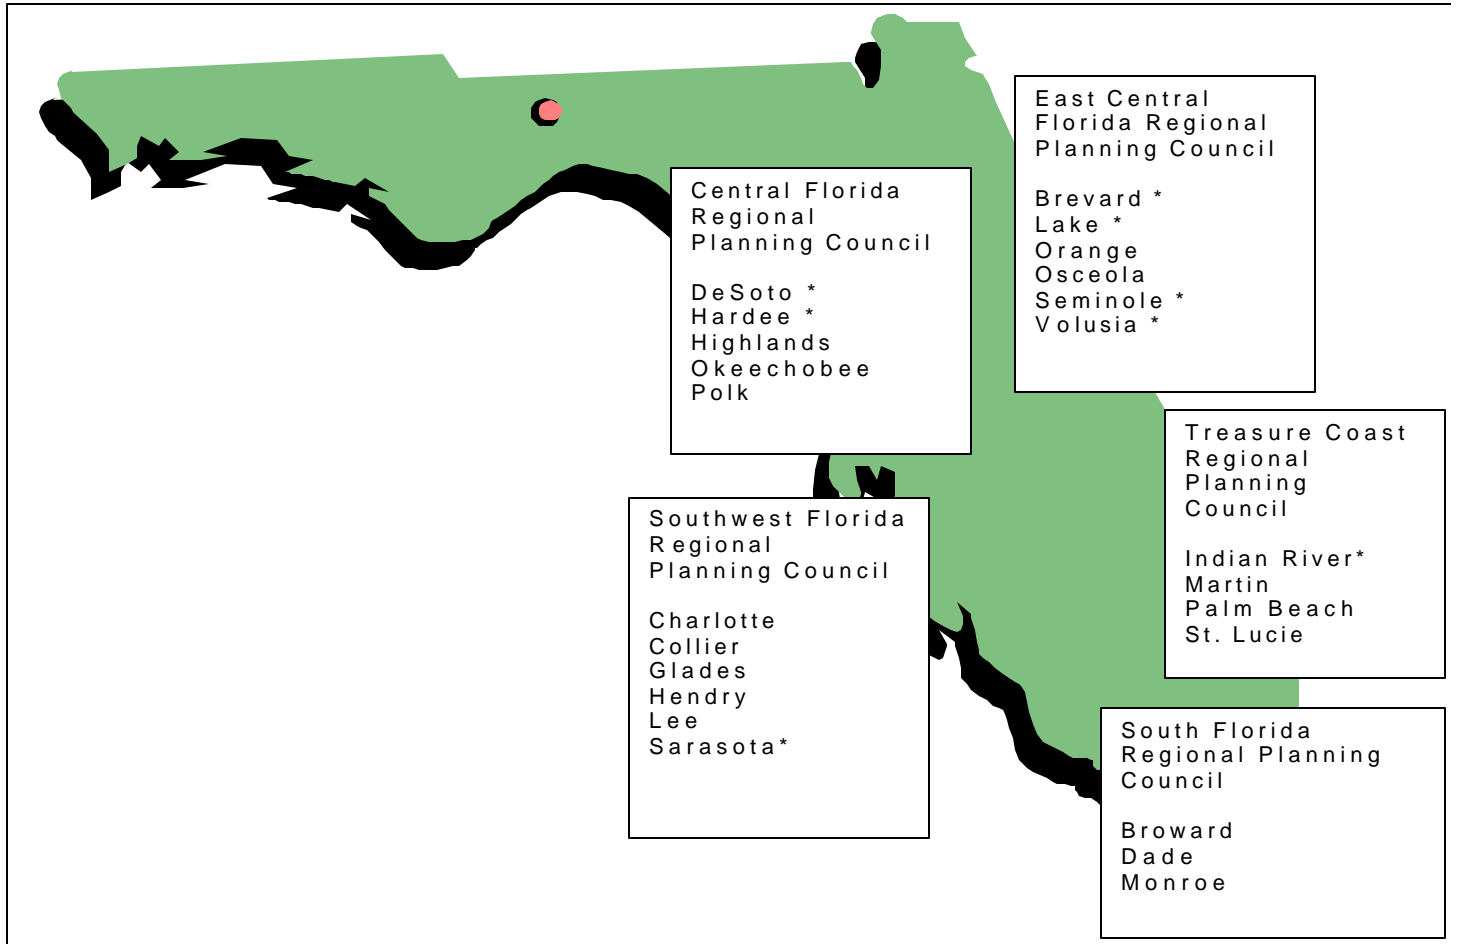 East Central
Florida Regional
Planning Council
Brevard *
Lake *
Orange
Osceola
Seminole *
Volusia *
Central Florida
Regional
Planning Council
DeSoto *
Hardee *
Highlands
Okeechobee
Polk
Treasure Coast
Regional
Planning
Council
Indian River*
Martin
Palm Beach
St. Lucie
Southwest Florida
Regional
Planning Council
Charlotte
Collier
Glades
Hendry
Lee
Sarasota*
South Florida
Regional Planning
Council
Broward
Dade
Monroe